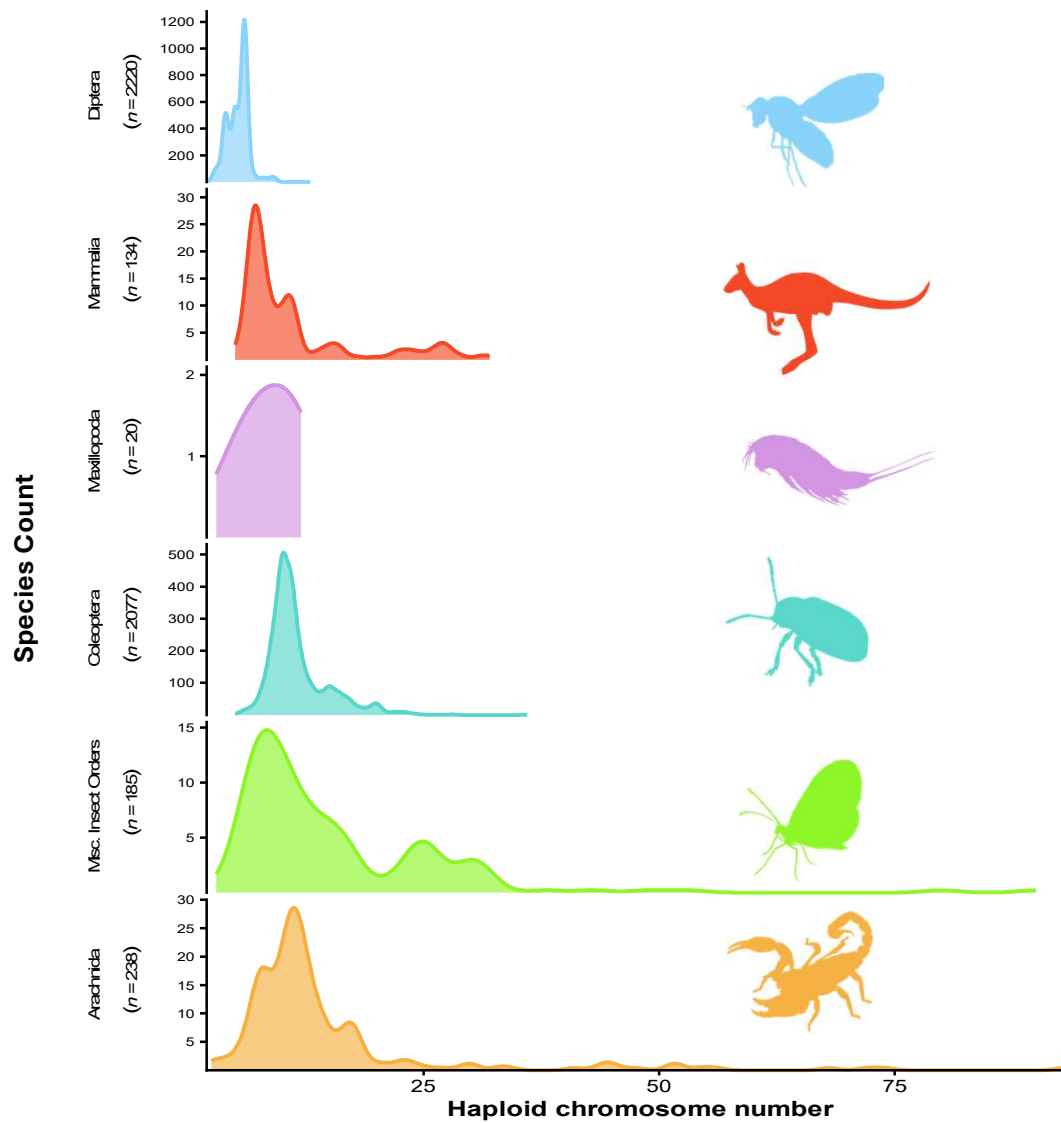 Species Count
Diptera
(n = 2220)
1200
1000
800
600
400
200
Mammalia
(n = 134)
30
25
20
15
10
5
Maxillopoda
(n = 20)
2
1
Coleoptera
(n = 2077)
500
400
300
200
100
Misc. Insect Orders
(n = 185)
15
10
5
Arachnida
(n = 238)
30
25
20
15
10
5
25
50
75
Haploid chromosome number